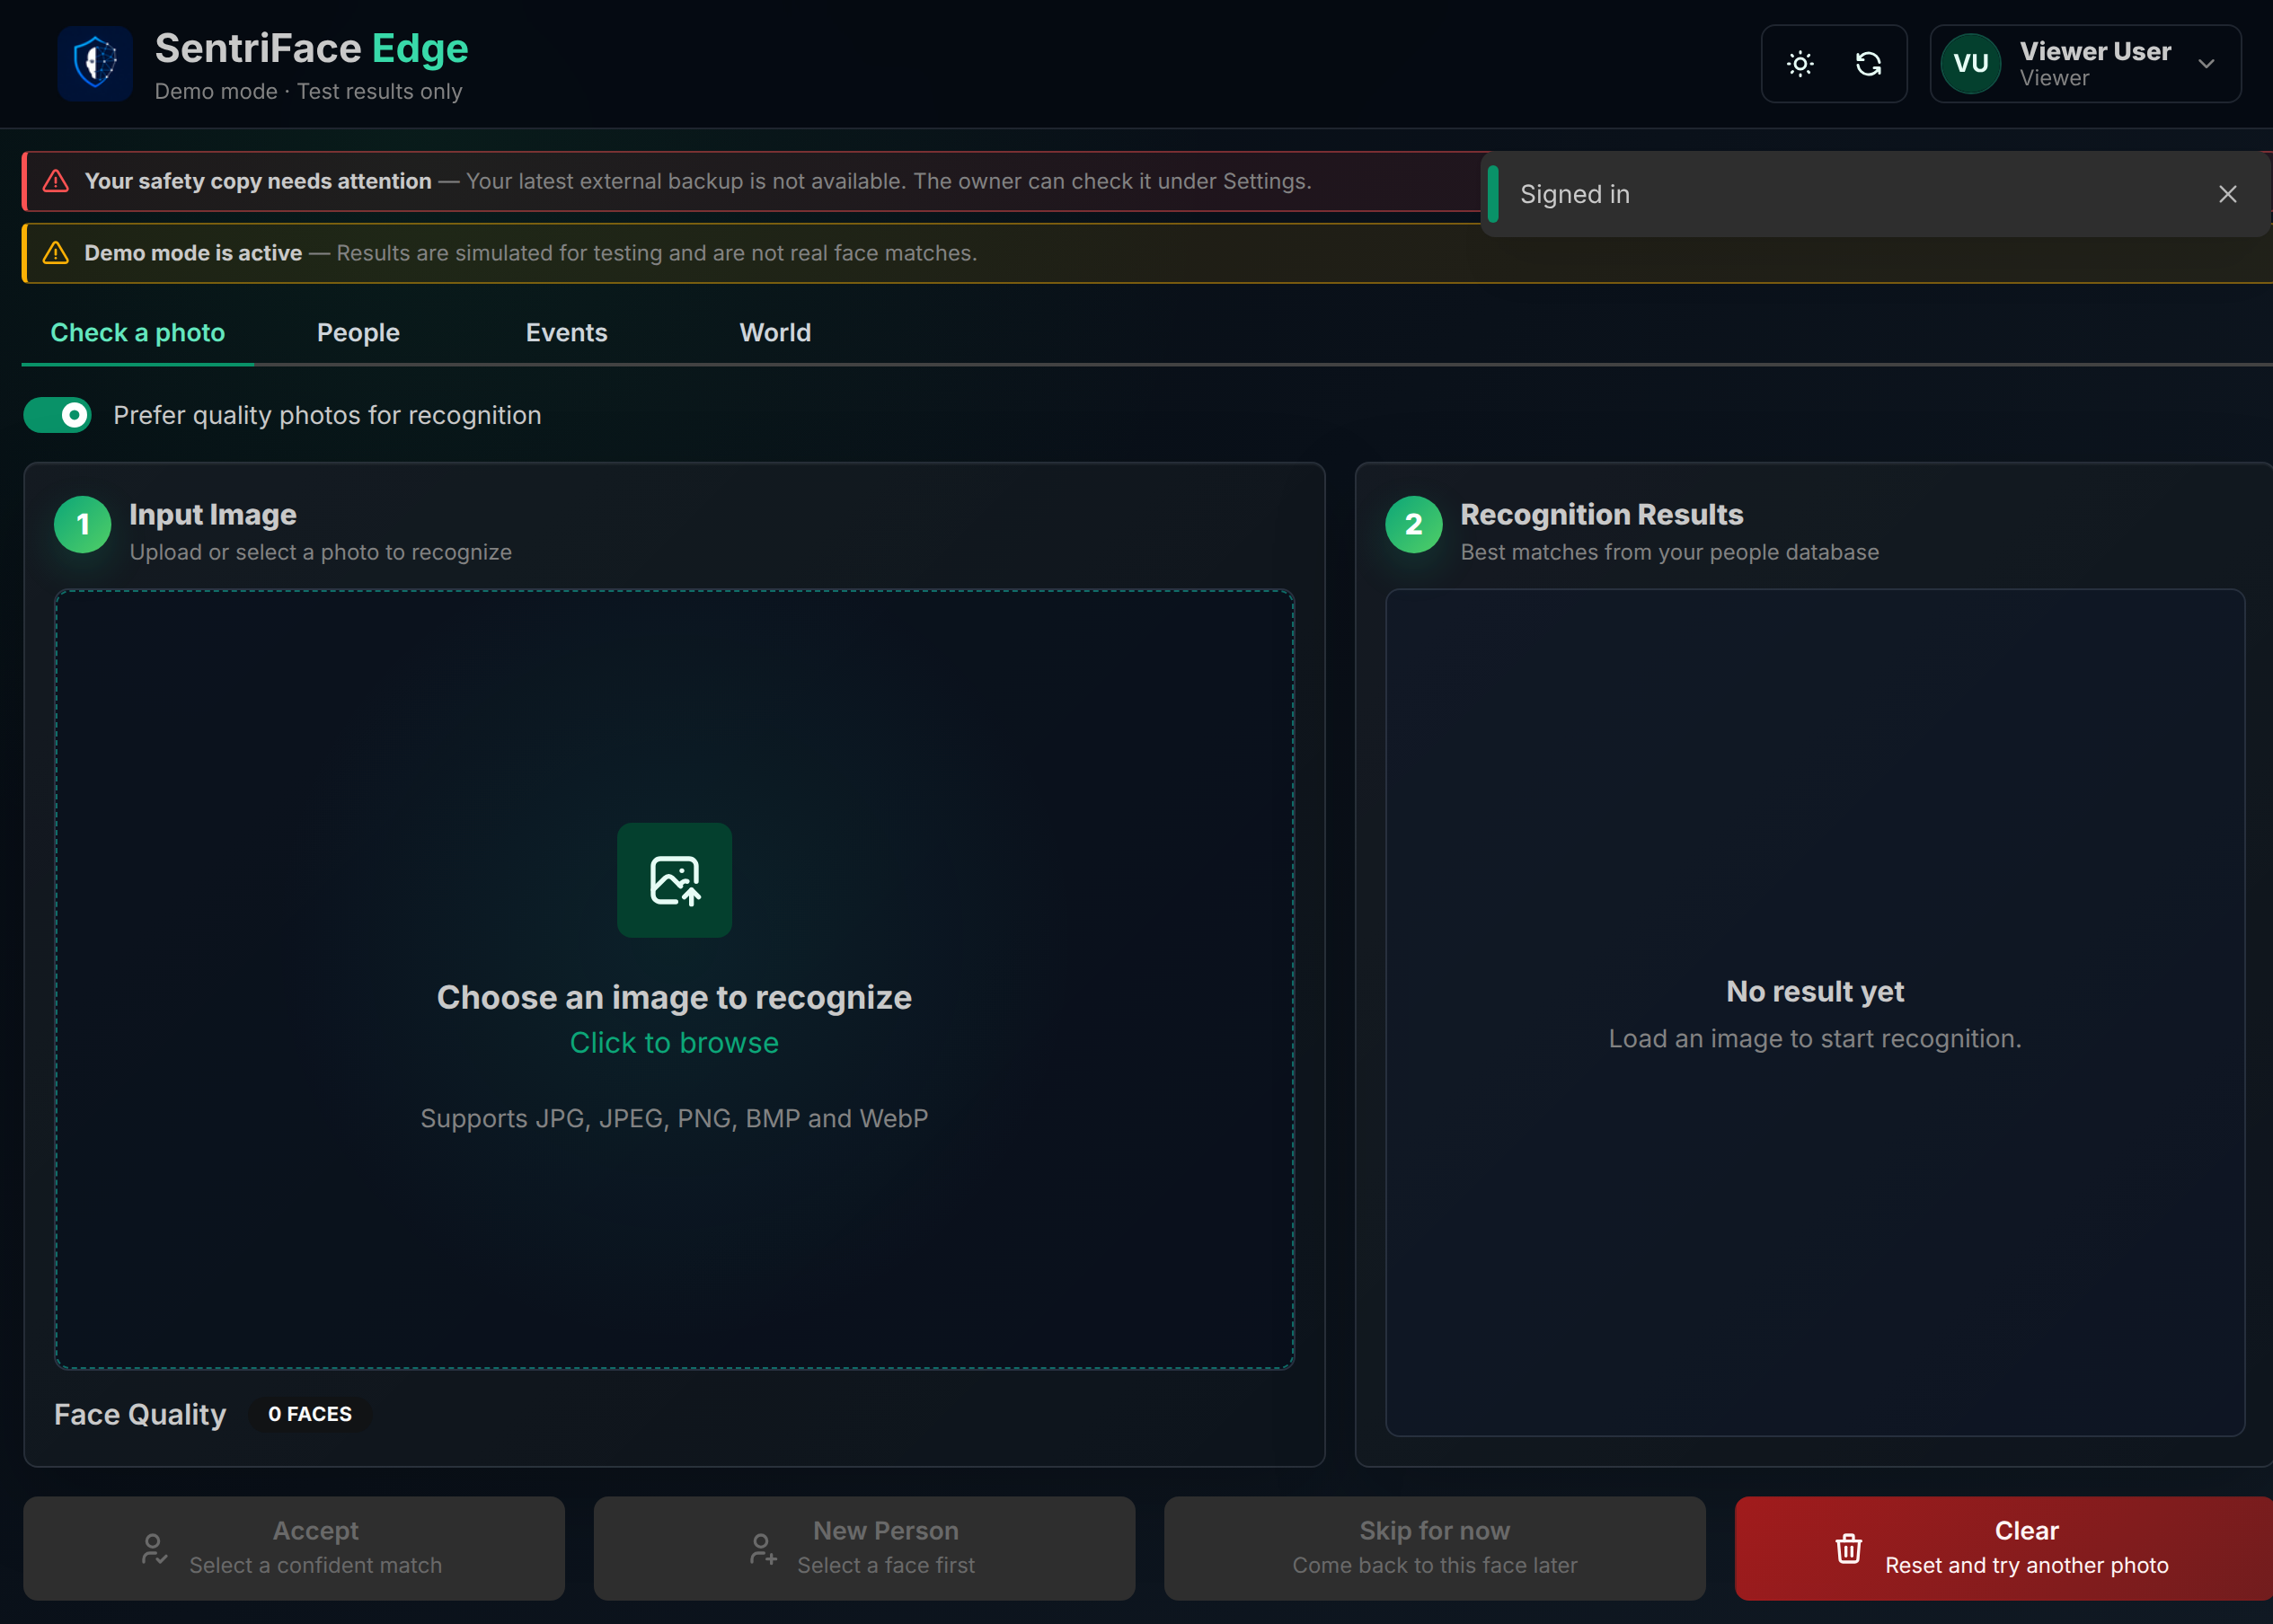 SentriFace Edge
Demo mode · Test results only
VU
Viewer User
Viewer
Your safety copy needs attention — Your latest external backup is not available. The owner can check it under Settings.
Signed in
Demo mode is active — Results are simulated for testing and are not real face matches.
Check a photo
People
Events
World
Prefer quality photos for recognition
1
Input Image
Upload or select a photo to recognize
Choose an image to recognize
Click to browse
Supports JPG, JPEG, PNG, BMP and WebP
Face Quality
0 FACES
2
Recognition Results
Best matches from your people database
No result yet
Load an image to start recognition.
Accept
Select a confident match
New Person
Select a face first
Skip for now
Come back to this face later
Clear
Reset and try another photo